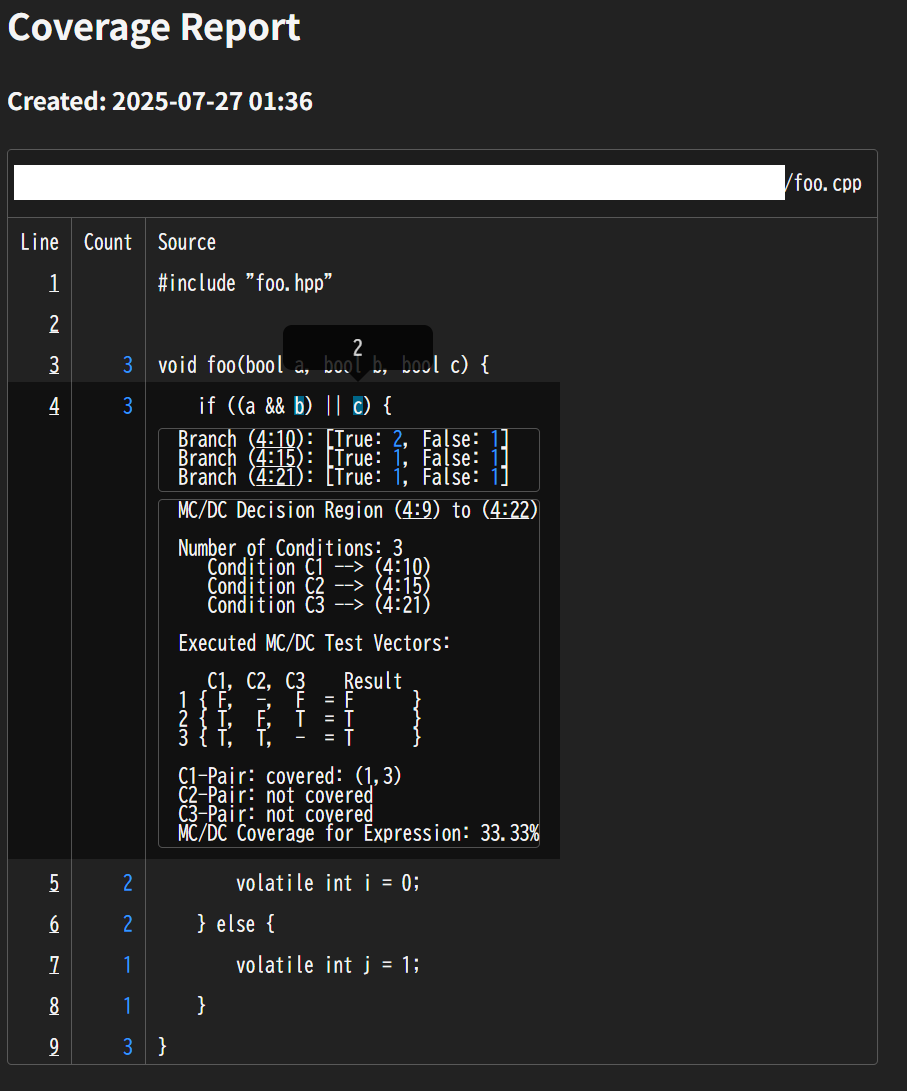 Coverage Report
Created: 2025-07-27 01:36
/foo.cpp
Line Count Source
1 #include "foo.hpp"
2
2
3 3 void foo(bool a, bool b, bool c) {
4 3 if ((a && b) || c) {
Branch (4:10): [True: 2, False: 1]
Branch (4:15): [True: 1, False: 1]
Branch (4:21): [True: 1, False: 1]
MC/DC Decision Region (4:9) to (4:22)
Number of Conditions: 3
Condition C1 --> (4:10)
Condition C2 --> (4:15)
Condition C3 --> (4:21)
Executed MC/DC Test Vectors:
C1, C2, C3 Result
1 { F, -, F = F }
2 { T, F, T = T }
3 { T, T, - = T }
C1-Pair: covered: (1,3)
C2-Pair: not covered
C3-Pair: not covered
MC/DC Coverage for Expression: 33.33%
5 2 volatile int i = 0;
6 2 } else {
7 1 volatile int j = 1;
8 1 }
9 3 }